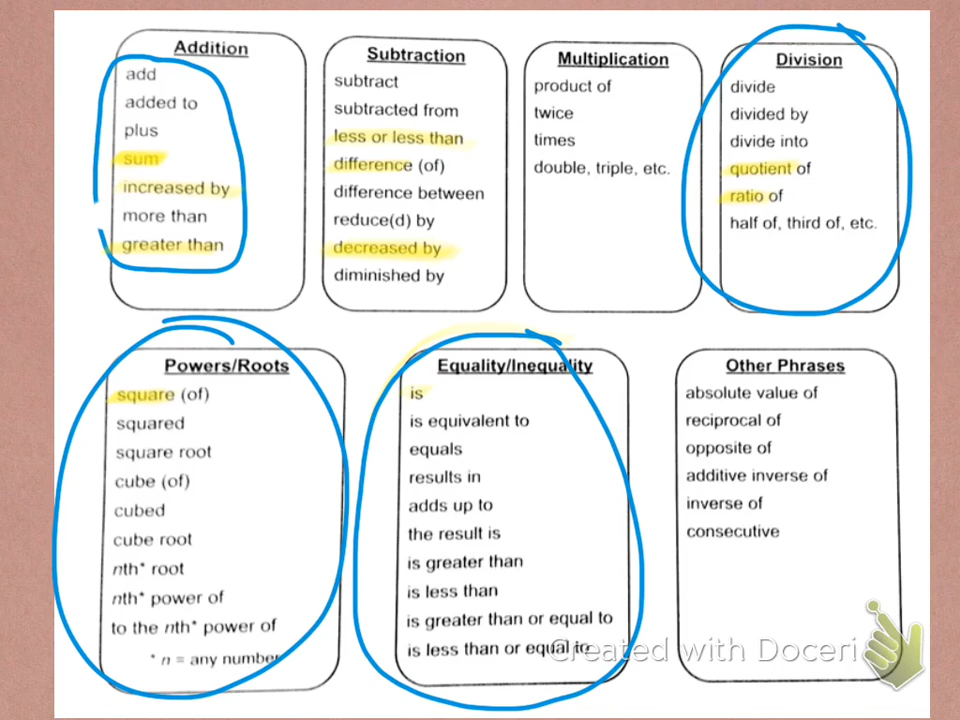 Addition
add
added to
plus
sum
increased by
more than
greater than
Subtraction
subtract
subtracted from
less or less than
difference (of)
difference between
reduce(d) by
decreased by
diminished by
Multiplication
product of
twice
times
double, triple, etc.
Division
divide
divided by
divide into
quotient of
ratio of
half of, third of, etc.
Powers/Roots
square (of)
squared
square root
cube (of)
cubed
cube root
nth* root
nth* power of
to the nth* power of
* n = any number
Equality/Inequality
is
is equivalent to
equals
results in
adds up to
the result is
is greater than
is less than
is greater than or equal to
is less than or equal to
Other Phrases
absolute value of
reciprocal of
opposite of
additive inverse of
inverse of
consecutive
Created with Doceri